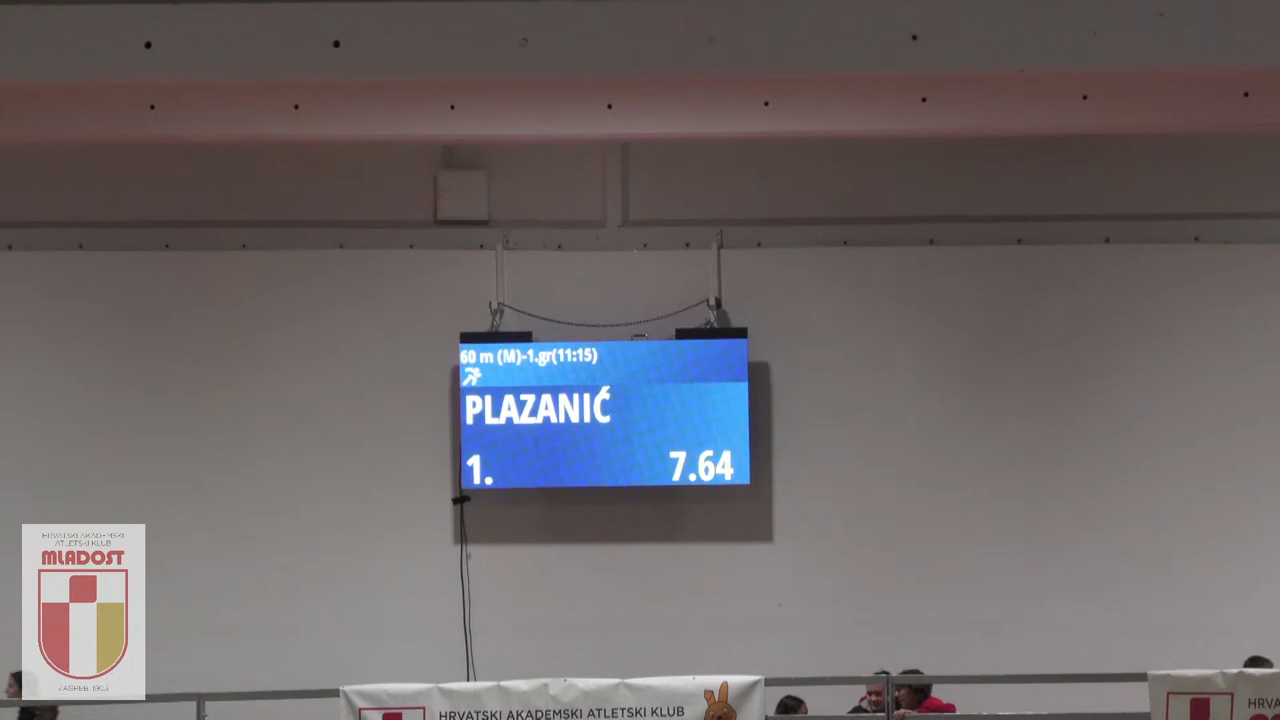 60 m (M)-1.gr(11:15)
PLAZANIĆ
1. 7.64
HRVATSKI AKADEMSKI
ATLETSKI KLUB
MLADOST
ZAGREB, 1903
HRVATSKI AKADEMSKI ATLETSKI KLUB